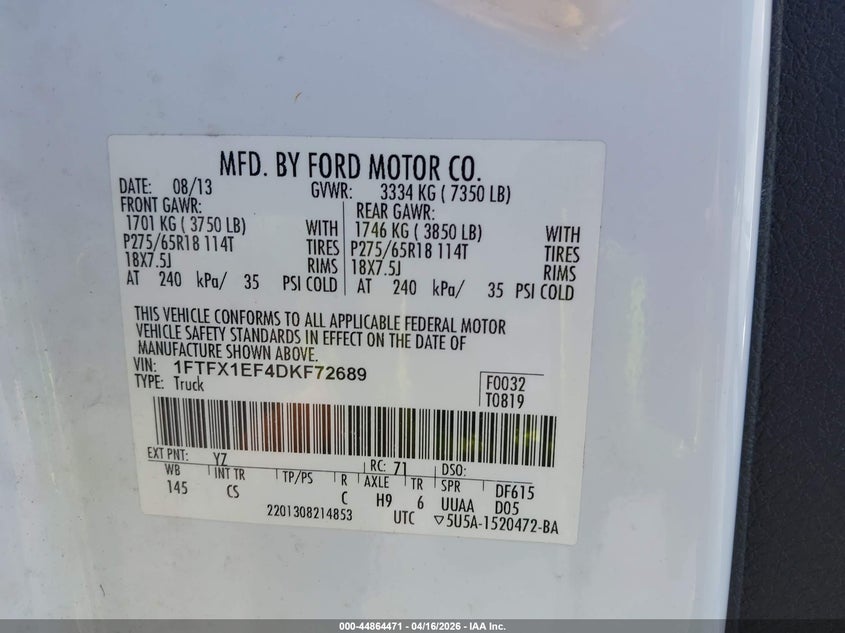 MFD. BY FORD MOTOR CO.
DATE: 08/13 GVWR: 3334 KG ( 7350 LB)
FRONT GAWR: REAR GAWR:
1701 KG ( 3750 LB) WITH 1746 KG ( 3850 LB) WITH
P275/65R18 114T TIRES P275/65R18 114T TIRES
18X7.5J RIMS 18X7.5J RIMS
AT 240 kPa/ 35 PSI COLD AT 240 kPa/ 35 PSI COLD
THIS VEHICLE CONFORMS TO ALL APPLICABLE FEDERAL MOTOR
VEHICLE SAFETY STANDARDS IN EFFECT ON THE DATE OF
MANUFACTURE SHOWN ABOVE.
VIN: 1FTFX1EF4DKF72689 F0032
TYPE: Truck T0819
EXT PNT: YZ RC: 71 DSO:
WB INT TR TP/PS R AXLE TR SPR DF615
145 CS C H9 6 UUAA D05
2201308214853 UTC ▽5U5A-1520472-BA
000-44864471 - 04/16/2026 - IAA Inc.